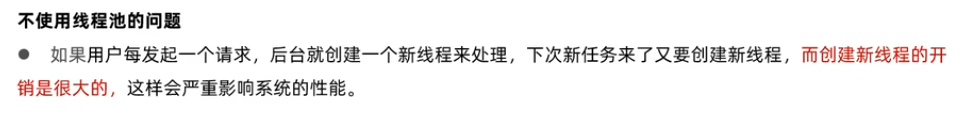 不使用线程池的问题
● 如果用户每发起一个请求，后台就创建一个新线程来处理，下次新任务来了又要创建新线程，而创建新线程的开
销是很大的，这样会严重影响系统的性能。